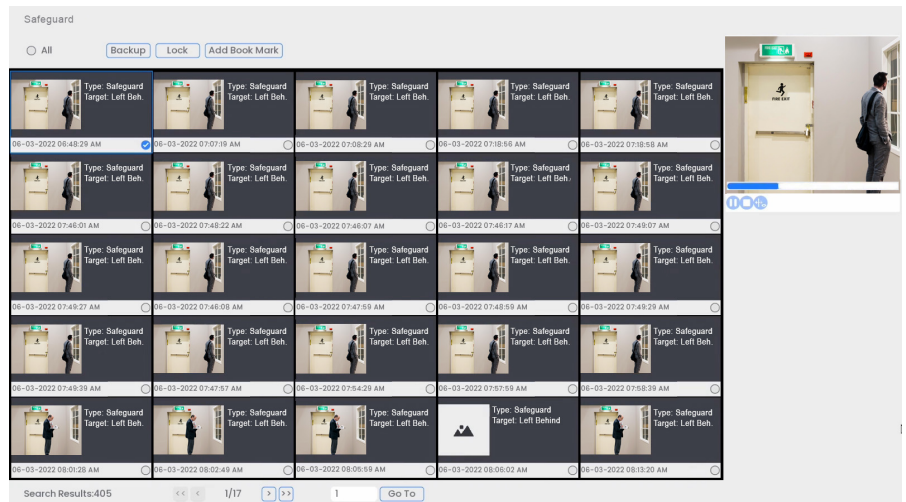 Safeguard
All Backup Lock Add Book Mark
Type: Safeguard Type: Safeguard Type: Safeguard Type: Safeguard Type: Safeguard
Target: Left Beh. Target: Left Beh. Target: Left Beh. Target: Left Beh. Target: Left Beh.
FIRE EXIT
06-03-2022 06:48:29 AM 06-03-2022 07:07:19 AM 06-03-2022 07:08:29 AM 06-03-2022 07:18:56 AM 06-03-2022 07:18:58 AM
Type: Safeguard Type: Safeguard Type: Safeguard Type: Safeguard Type: Safeguard
Target: Left Beh. Target: Left Beh. Target: Left Beh. Target: Left Beh. Target: Left Beh.
06-03-2022 07:46:01 AM 06-03-2022 07:48:22 AM 06-03-2022 07:46:07 AM 06-03-2022 07:46:17 AM 06-03-2022 07:49:07 AM
Type: Safeguard Type: Safeguard Type: Safeguard Type: Safeguard Type: Safeguard
Target: Left Beh. Target: Left Beh. Target: Left Beh. Target: Left Beh. Target: Left Beh.
06-03-2022 07:49:27 AM 06-03-2022 07:46:08 AM 06-03-2022 07:47:59 AM 06-03-2022 07:48:59 AM 06-03-2022 07:49:29 AM
Type: Safeguard Type: Safeguard Type: Safeguard Type: Safeguard Type: Safeguard
Target: Left Beh. Target: Left Beh. Target: Left Beh. Target: Left Beh. Target: Left Beh.
06-03-2022 07:49:39 AM 06-03-2022 07:47:57 AM 06-03-2022 07:54:29 AM 06-03-2022 07:57:59 AM 06-03-2022 07:58:39 AM
Type: Safeguard Type: Safeguard Type: Safeguard Type: Safeguard Type: Safeguard
Target: Left Beh. Target: Left Beh. Target: Left Beh. Target: Left Behind Target: Left Beh.
06-03-2022 08:01:28 AM 06-03-2022 08:02:49 AM 06-03-2022 08:05:59 AM 06-03-2022 08:06:02 AM 06-03-2022 08:13:20 AM
Search Results:405 << < 1/17 > >> 1 Go To